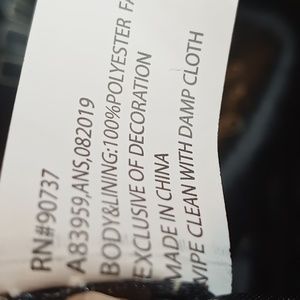 RN#90737
A83959,ANS,082019
BODY&LINING:100%POLYESTER
EXCLUSIVE OF DECORATION
MADE IN CHINA
WIPE CLEAN WITH DAMP CLOTH